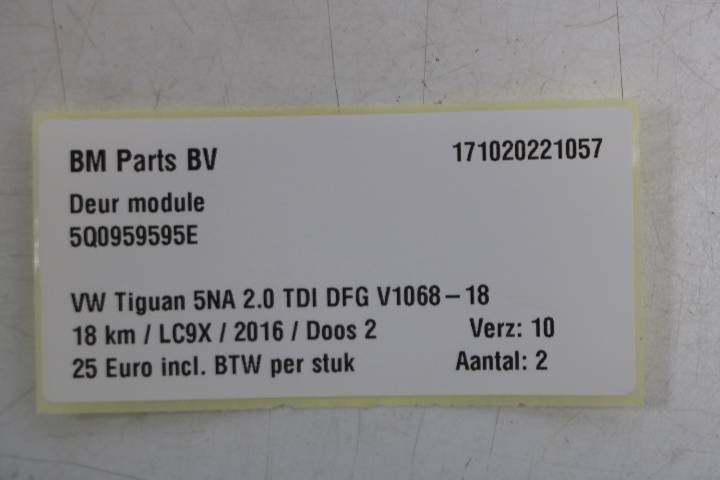 BM Parts BV 171020221057
Deur module
5Q0959595E
VW Tiguan 5NA 2.0 TDI DFG V1068-18
18 km / LC9X / 2016 / Doos 2 Verz: 10
25 Euro incl. BTW per stuk Aantal: 2